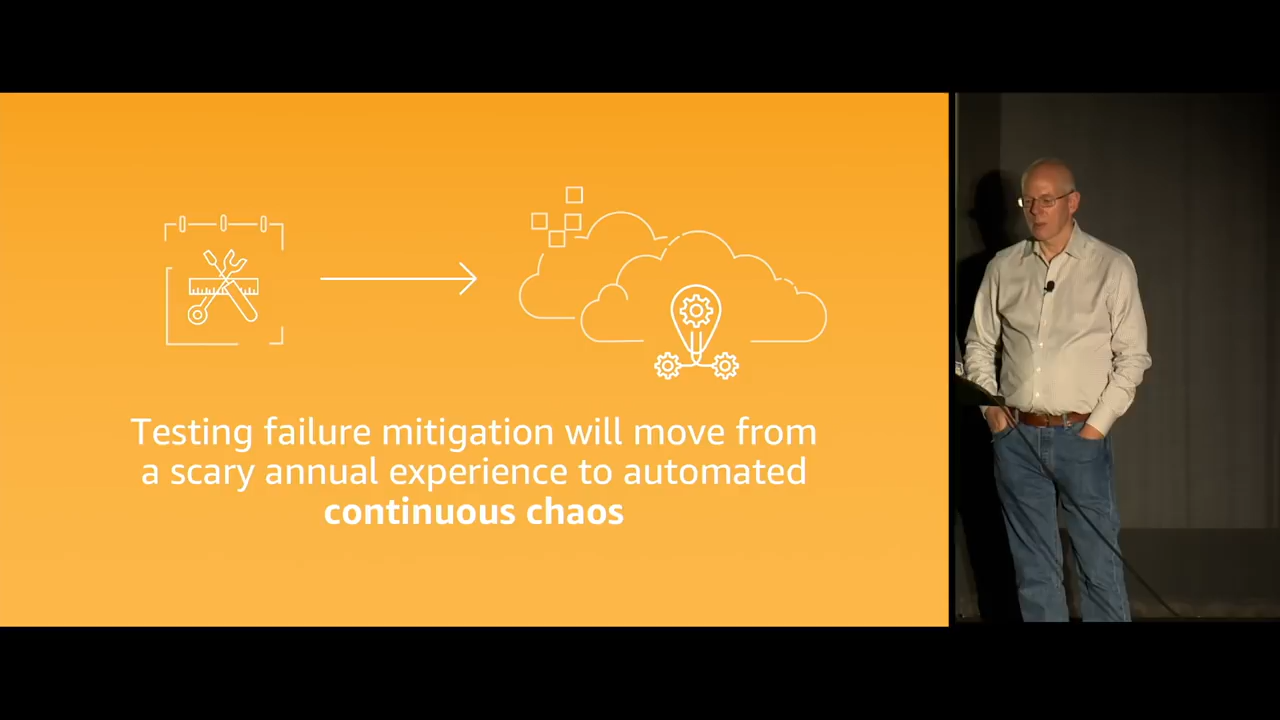 Testing failure mitigation will move from
a scary annual experience to automated
continuous chaos